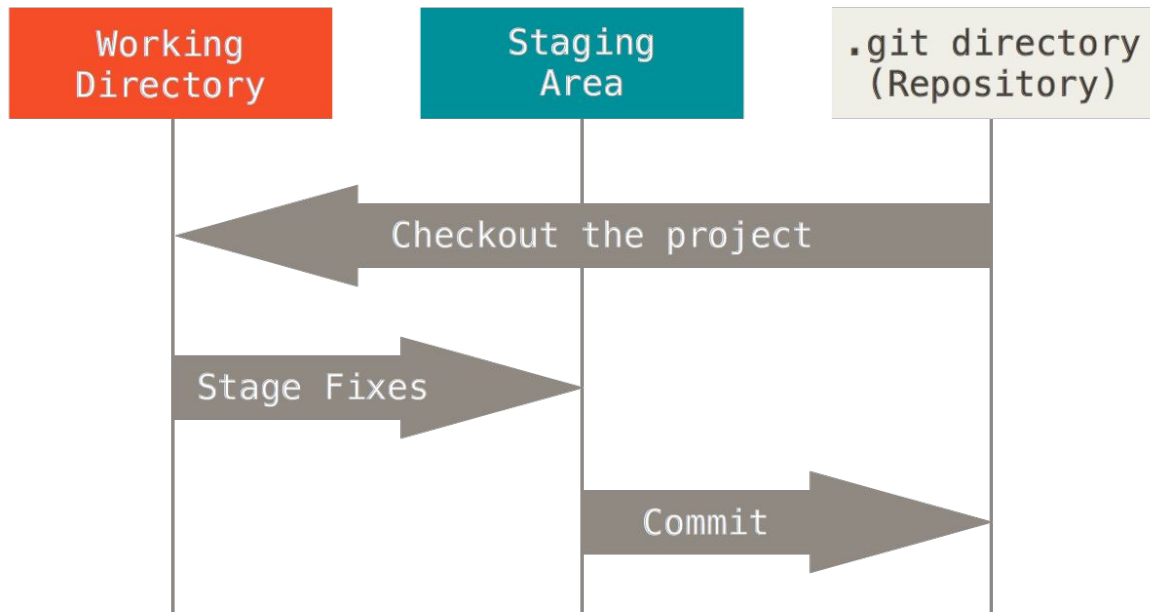 Working
Directory
Staging
Area
.git directory
(Repository)
Checkout the project
Stage Fixes
Commit